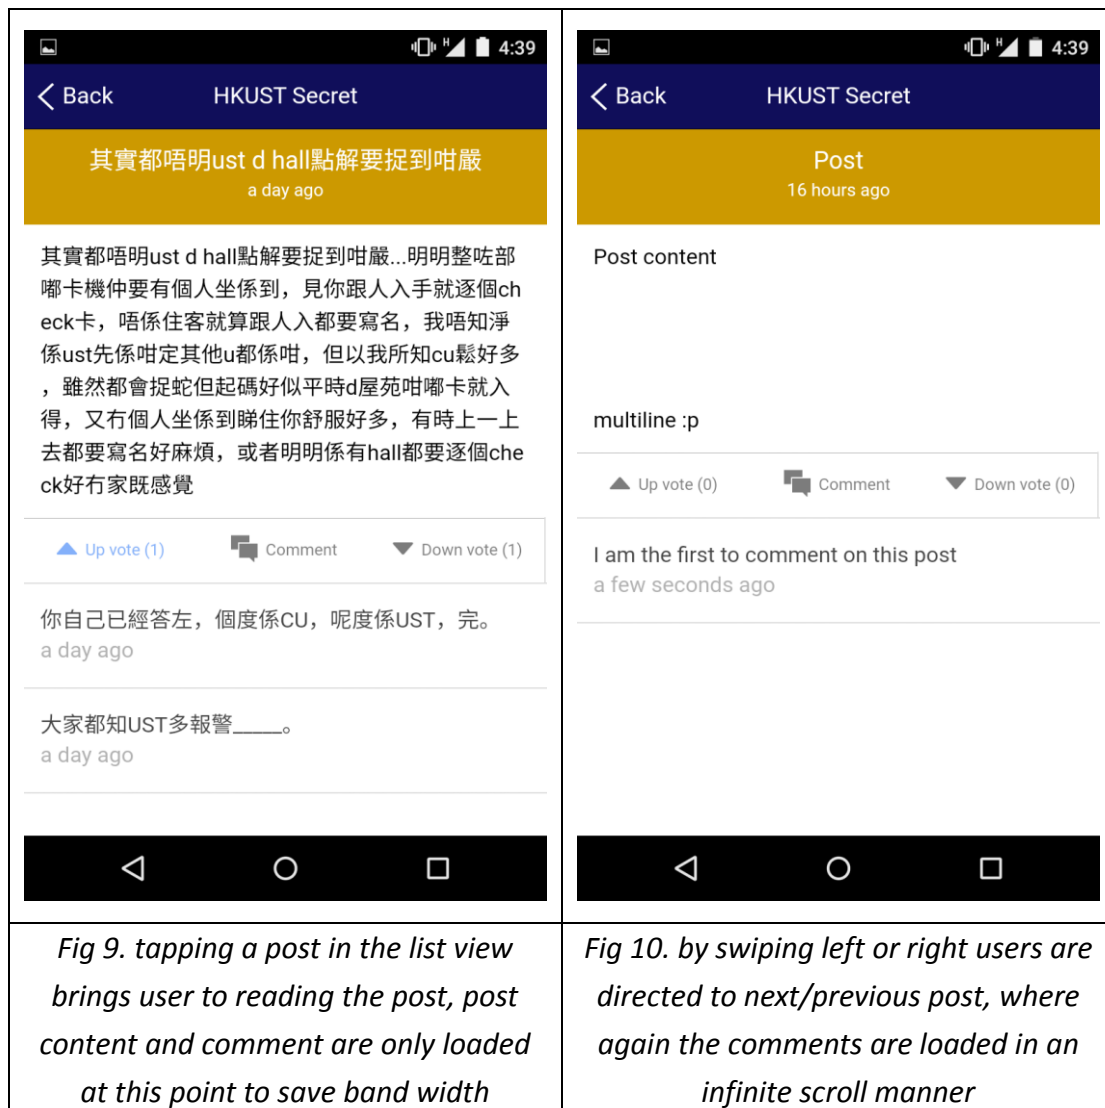 4:39
Back HKUST Secret
其實都唔明ust d hall點解要捉到咁嚴
a day ago
其實都唔明ust d hall點解要捉到咁嚴...明明整咗部
嘟卡機仲要有個人坐係到，見你跟人入手就逐個ch
eck卡，唔係住客就算跟人入都要寫名，我唔知淨
係ust先係咁定其他u都係咁，但以我所知cu鬆好多
，雖然都會捉蛇但起碼好似平時d屋苑咁嘟卡就入
得，又冇個人坐係到睇住你舒服好多，有時上一上
去都要寫名好麻煩，或者明明係有hall都要逐個che
ck好冇家既感覺
Up vote (1) Comment Down vote (1)
你自己已經答左，個度係CU，呢度係UST，完。
a day ago
大家都知UST多報警_____。
a day ago
Fig 9. tapping a post in the list view
brings user to reading the post, post
content and comment are only loaded
at this point to save band width
H 4:39
Back HKUST Secret
Post
16 hours ago
Post content
multiline :p
Up vote (0) Comment Down vote (0)
I am the first to comment on this post
a few seconds ago
Fig 10. by swiping left or right users are
directed to next/previous post, where
again the comments are loaded in an
infinite scroll manner